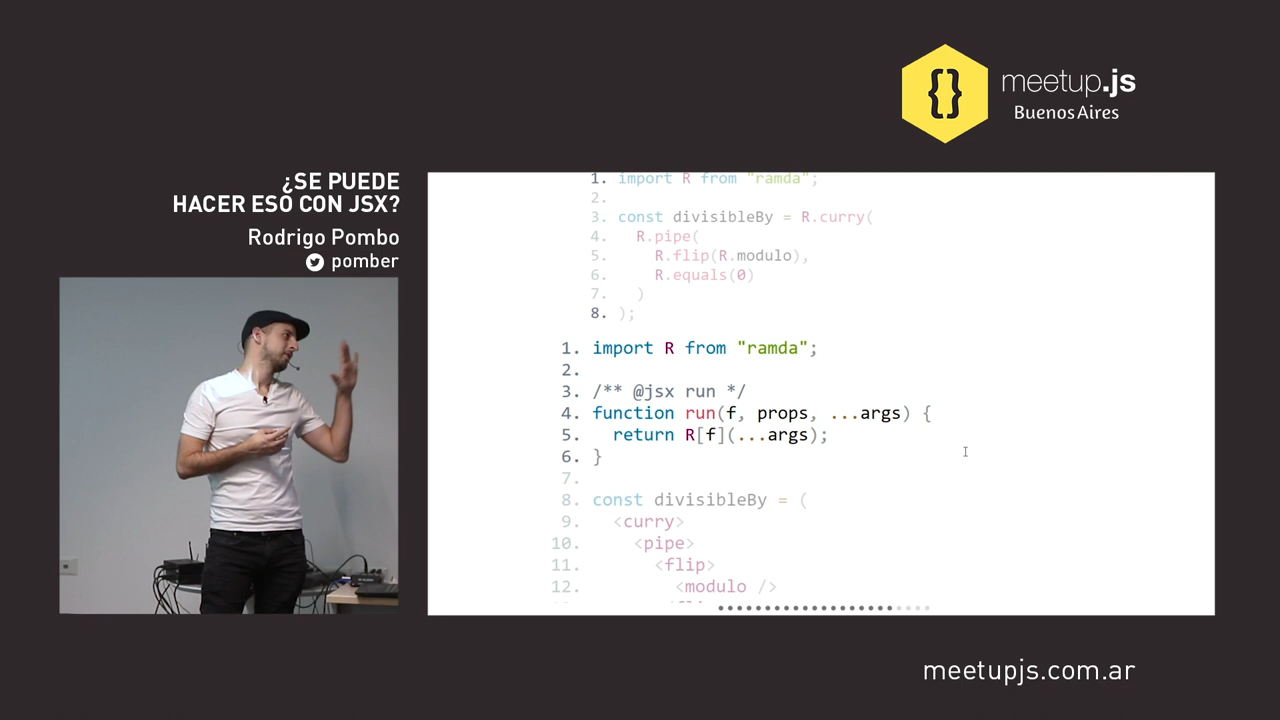 {}
meetup.js
Buenos Aires
¿SE PUEDE
HACER ESO CON JSX?
Rodrigo Pombo
pomber
1. import R from "ramda";
2.
3. const divisibleBy = R.curry(
4.   R.pipe(
5.     R.flip(R.modulo),
6.     R.equals(0)
7.   )
8. );
1. import R from "ramda";
2.
3. /** @jsx run */
4. function run(f, props, ...args) {
5.   return R[f](...args);
6. }
7.
8. const divisibleBy = (
9.   <curry>
10.     <pipe>
11.       <flip>
12.         <modulo />
meetupjs.com.ar